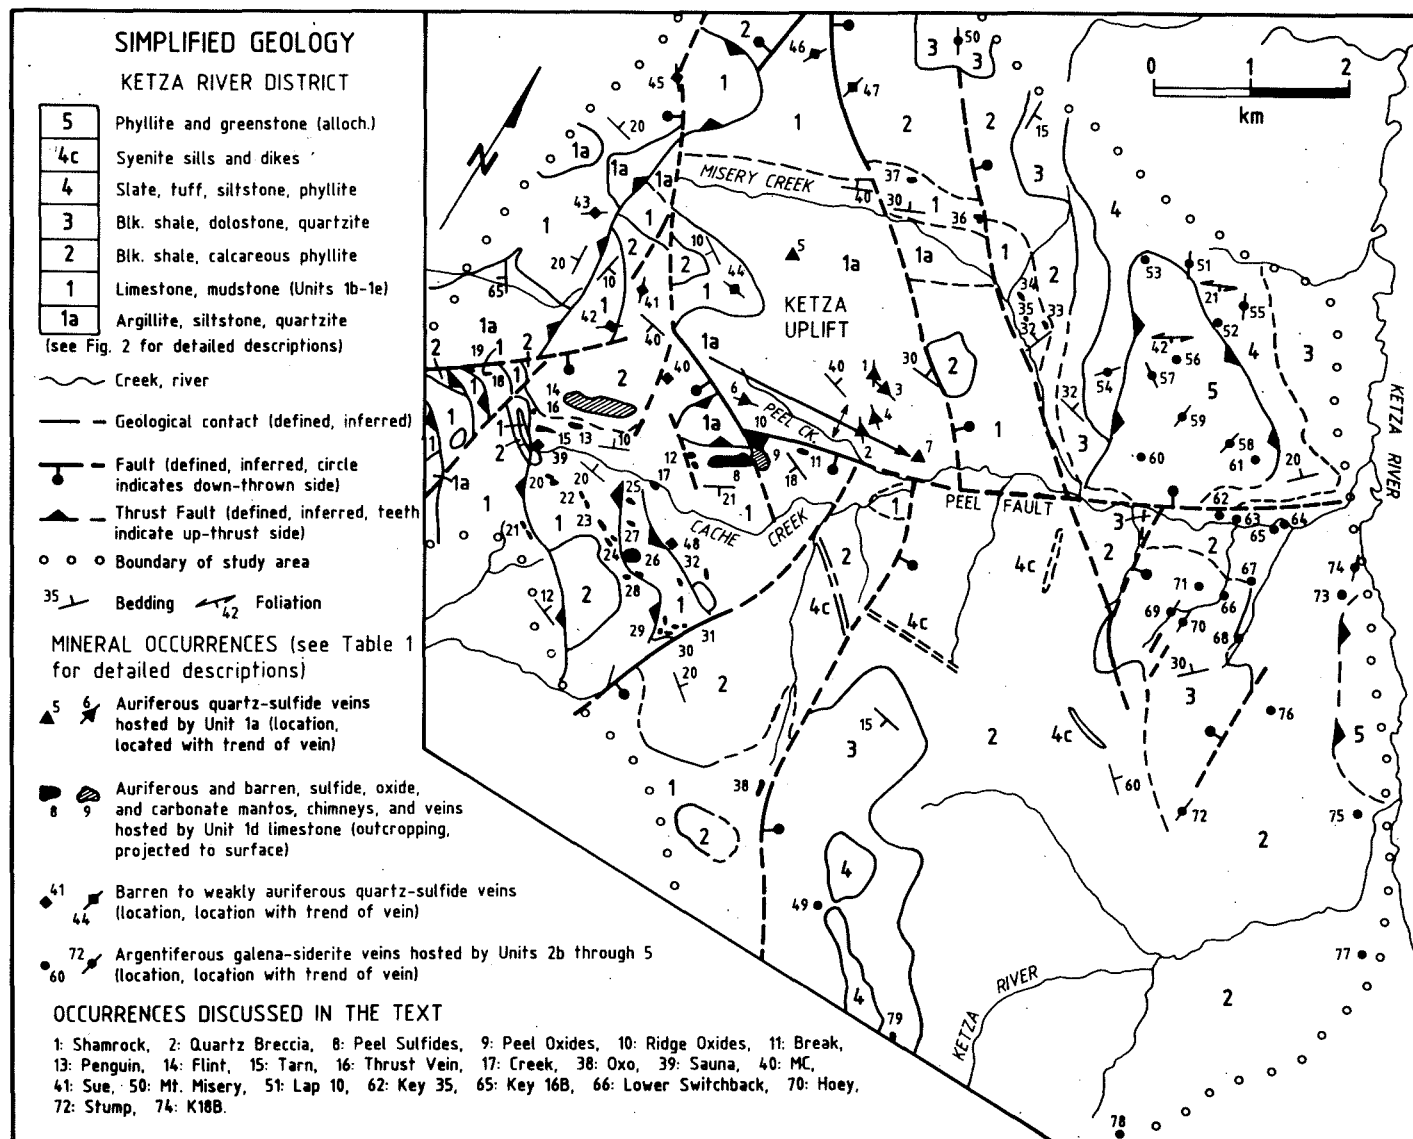 SIMPLIFIED GEOLOGY
KETZA RIVER DISTRICT
5 Phyllite and greenstone (alloch.)
4c Syenite sills and dikes
4 Slate, tuff, siltstone, phyllite
3 Blk. shale, dolostone, quartzite
2 Blk. shale, calcareous phyllite
1 Limestone, mudstone (Units 1b-1e)
1a Argillite, siltstone, quartzite
(see Fig. 2 for detailed descriptions)
Creek, river
Geological contact (defined, inferred)
Fault (defined, inferred, circle
indicates down-thrown side)
Thrust Fault (defined, inferred, teeth
indicate up-thrust side)
Boundary of study area
35 Bedding 42 Foliation
MINERAL OCCURRENCES (see Table 1
for detailed descriptions)
5 6 Auriferous quartz-sulfide veins
hosted by Unit 1a (location,
located with trend of vein)
8 9 Auriferous and barren, sulfide, oxide,
and carbonate mantos, chimneys, and veins
hosted by Unit 1d limestone (outcropping,
projected to surface)
41 44 Barren to weakly auriferous quartz-sulfide veins
(location, location with trend of vein)
60 72 Argentiferous galena-siderite veins hosted by Units 2b through 5
(location, location with trend of vein)
OCCURRENCES DISCUSSED IN THE TEXT
1: Shamrock, 2: Quartz Breccia, 8: Peel Sulfides, 9: Peel Oxides, 10: Ridge Oxides, 11: Break,
13: Penguin, 14: Flint, 15: Tarn, 16: Thrust Vein, 17: Creek, 38: Oxo, 39: Sauna, 40: MC,
41: Sue, 50: Mt. Misery, 51: Lap 10, 62: Key 35, 65: Key 16B, 66: Lower Switchback, 70: Hoey,
72: Stump, 74: K18B.
N
0 1 2
km
MISERY CREEK
KETZA
UPLIFT
PEEL CK.
PEEL FAULT
CACHE
CREEK
KETZA
RIVER
KETZA
RIVER